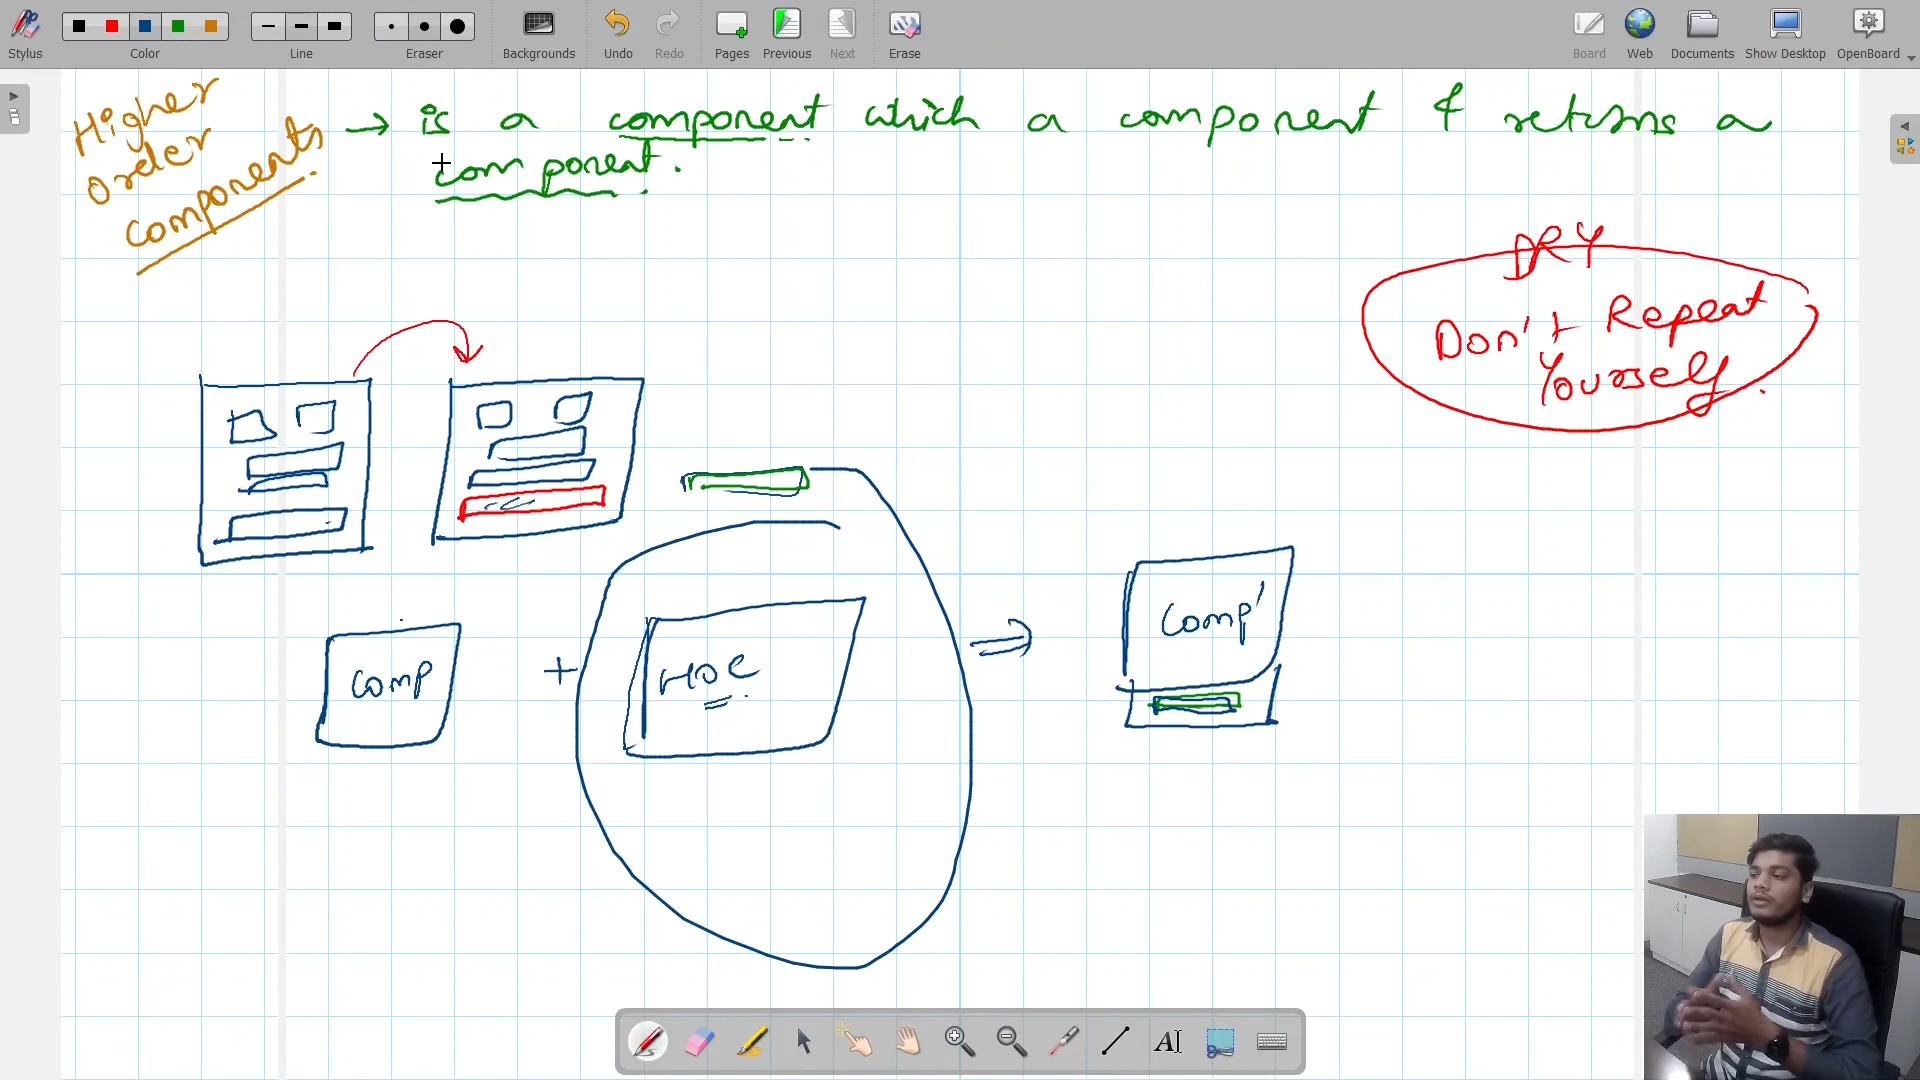 Stylus
Color
Line
Eraser
Backgrounds
Undo
Redo
Pages
Previous
Next
Erase
Board
Web
Documents
Show Desktop
OpenBoard
Higher
Order
Components
→ is a component which a component & returns a
component.
DRY
Don't Repeat
Yourself.
Comp
+
HOC
⇒
Comp'